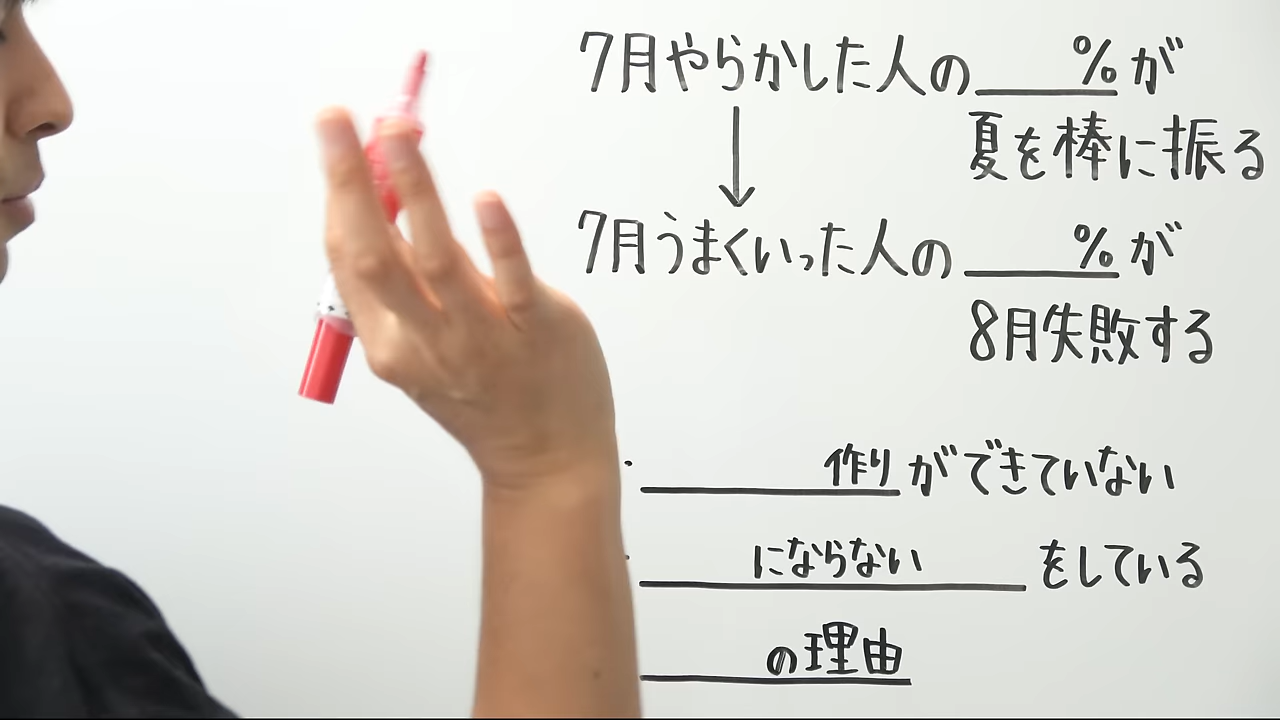 7月やらかした人の＿＿%が
夏を棒に振る
↓
7月うまくいった人の＿＿%が
8月失敗する
・＿＿＿作りができていない
・＿＿＿にならない＿＿をしている
＿＿＿の理由